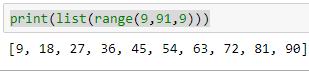 print(list(range(9,91,9)))
[9, 18, 27, 36, 45, 54, 63, 72, 81, 90]